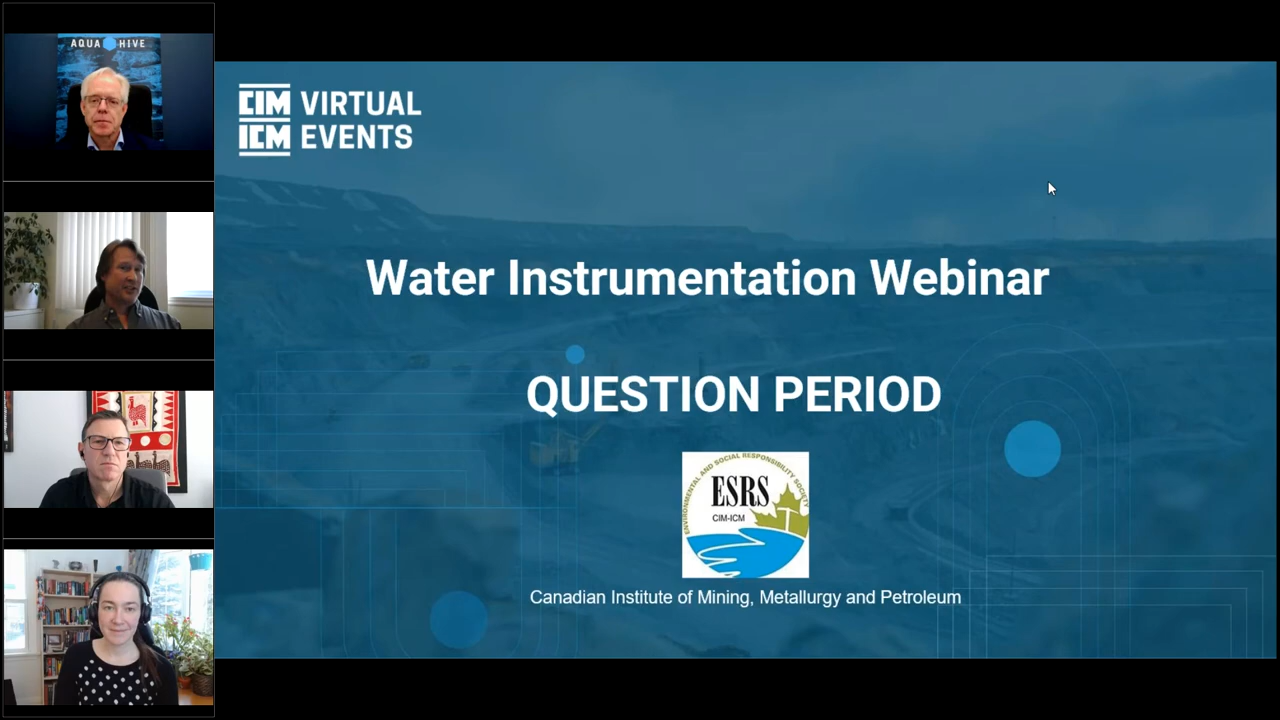 AQUA HIVE
CIM VIRTUAL
ICM EVENTS
Water Instrumentation Webinar
QUESTION PERIOD
ENVIRONMENTAL AND SOCIAL RESPONSIBILITY SOCIETY
ESRS
CIM-ICM
Canadian Institute of Mining, Metallurgy and Petroleum